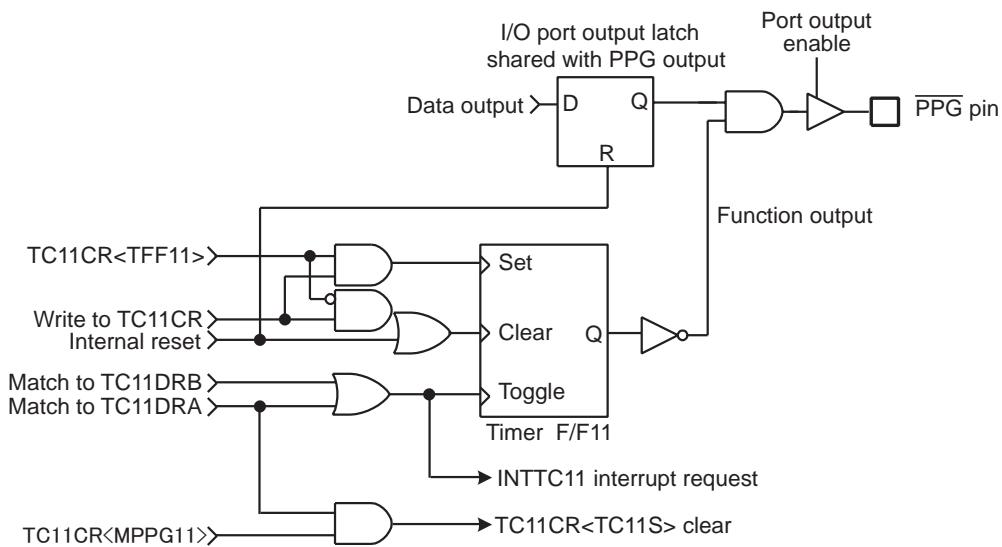 I/O port output latch
shared with PPG output
Port output
enable
Data output
D
Q
R
PPG pin
Function output
TC11CR<TFF11>
Set
Write to TC11CR
Internal reset
Clear
Q
Match to TC11DRB
Match to TC11DRA
Toggle
Timer F/F11
INTTC11 interrupt request
TC11CR<MPPG11>
TC11CR<TC11S> clear